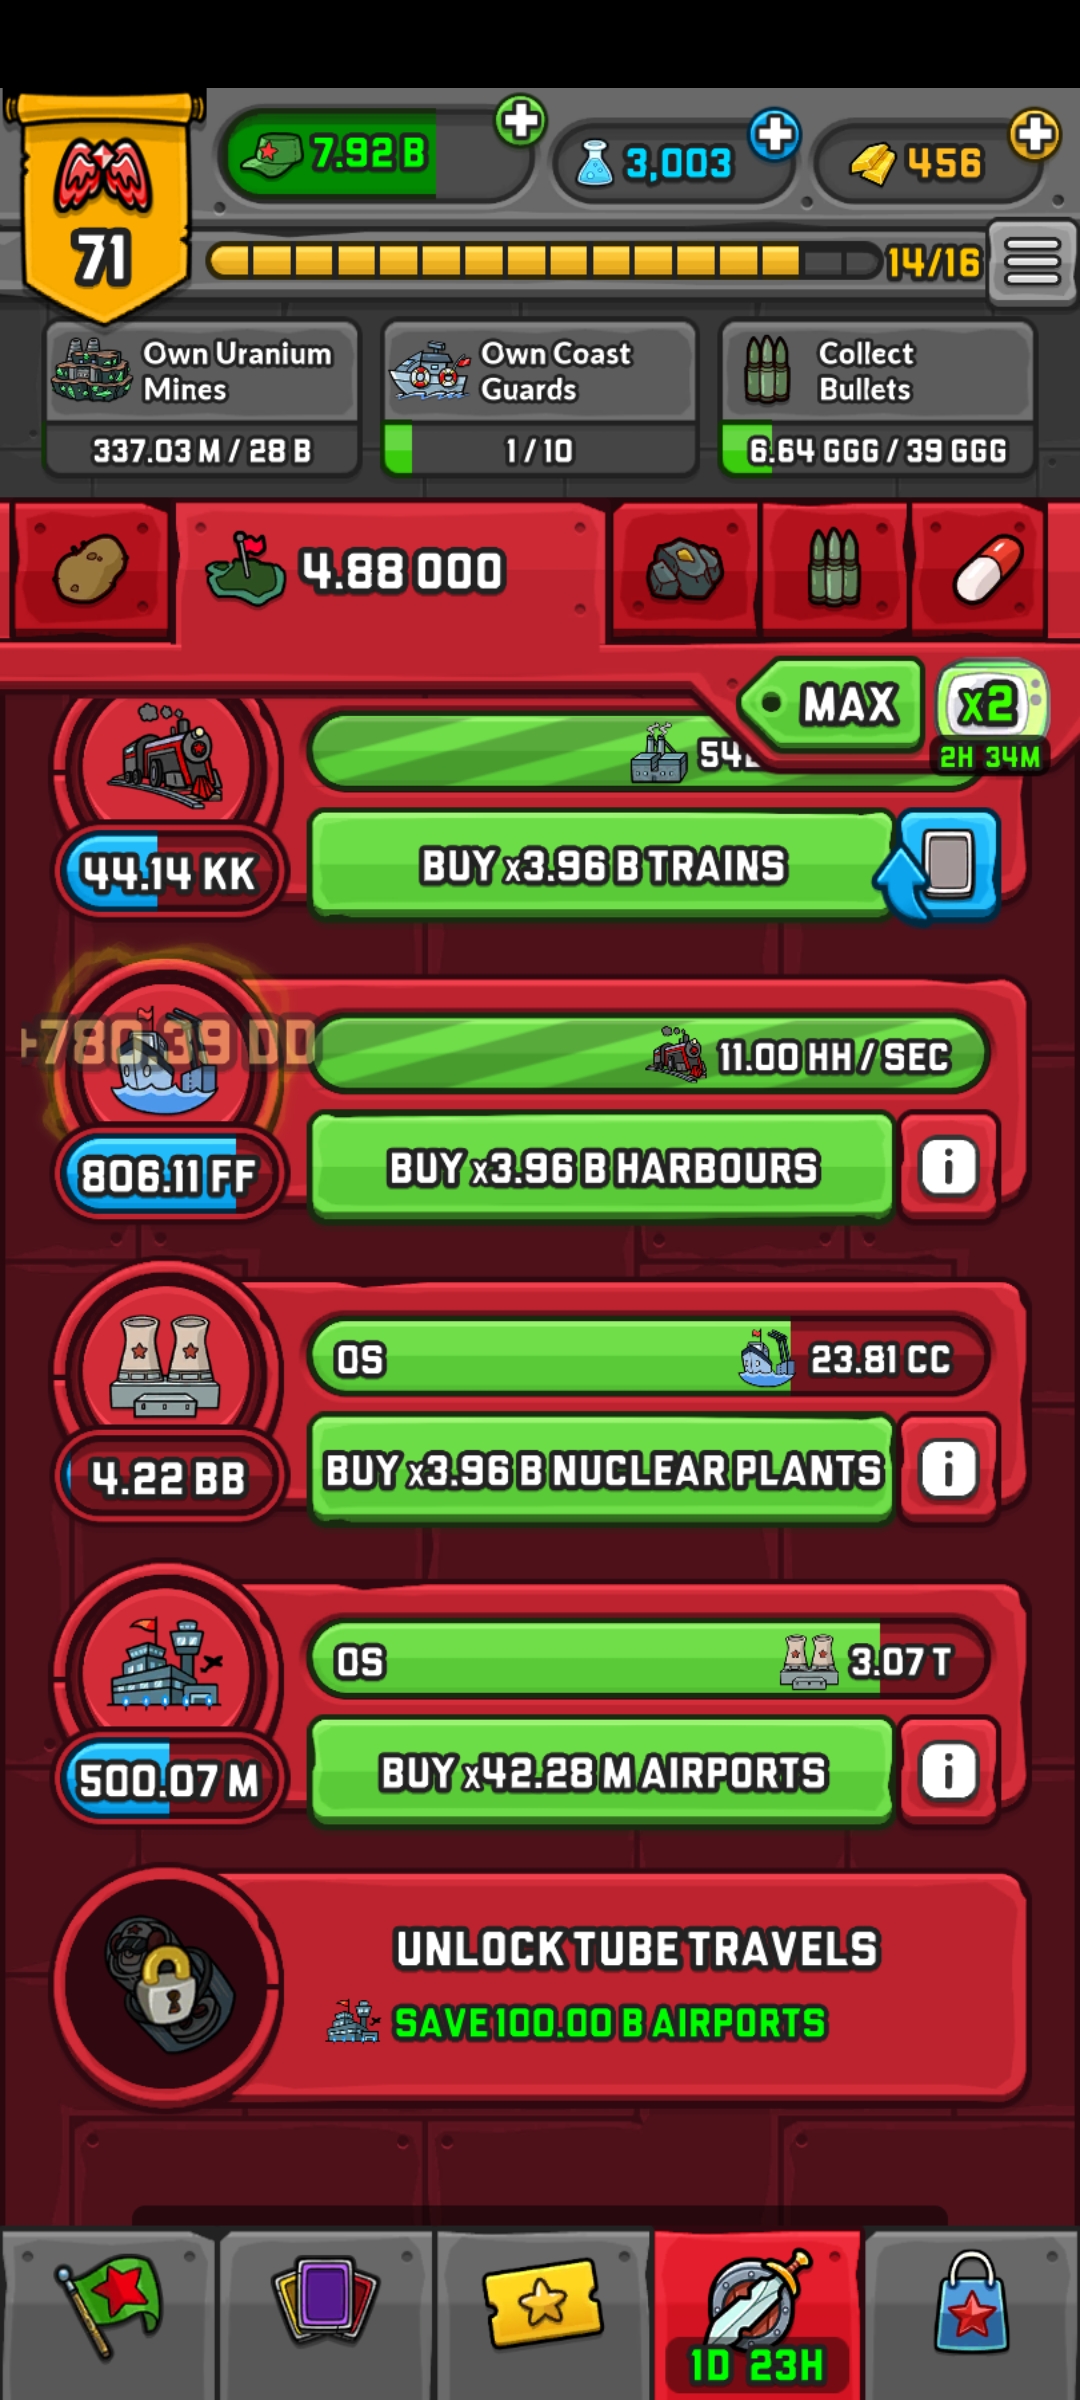 7.92 B
3,003
456
71
14/16
Own Uranium
Mines
337.03 M / 28 B
Own Coast
Guards
1 / 10
Collect
Bullets
6.64 GGG / 39 GGG
4.88 OOO
MAX
x2
2H 34M
44.14 KK
BUY x3.96 B TRAINS
+780.39 DD
11.00 HH / SEC
806.11 FF
BUY x3.96 B HARBOURS
0S
23.81 CC
4.22 BB
BUY x3.96 B NUCLEAR PLANTS
0S
3.07 T
500.07 M
BUY x42.28 M AIRPORTS
UNLOCK TUBE TRAVELS
SAVE 100.00 B AIRPORTS
1D 23H